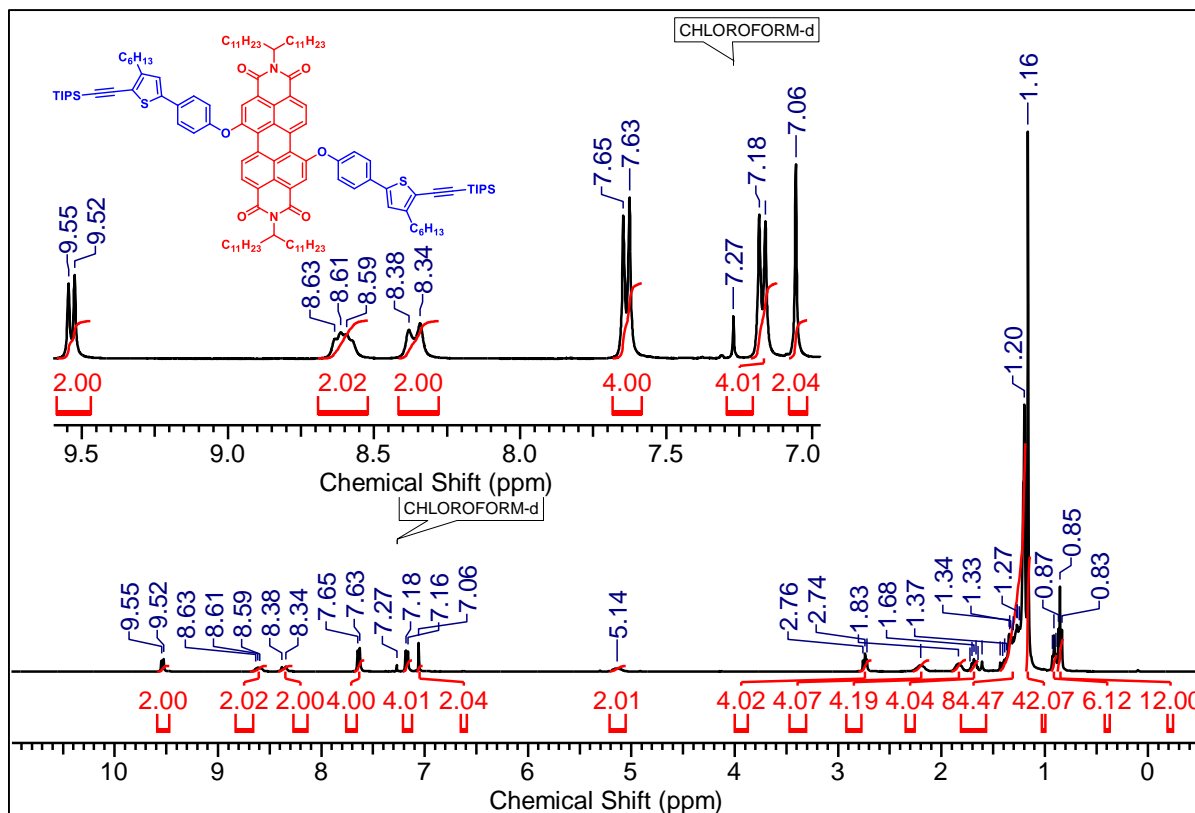 CHLOROFORM-d
C11H23 C11H23 C11H23 C11H23
C6H13
O N O
TIPS
S
O
O
S
TIPS
C6H13
O N O
C11H23 C11H23 C11H23 C11H23
9.55
9.52
8.63
8.61
8.59
8.38
8.34
7.65
7.63
7.27
7.18
7.06
2.00 2.02 2.00 4.00 4.01 2.04
9.5 9.0 8.5 8.0 7.5 7.0
Chemical Shift (ppm)
CHLOROFORM-d
1.16
1.20
9.55
9.52
8.63
8.61
8.59
8.38
8.34
7.65
7.63
7.27
7.18
7.16
7.06
5.14
2.76
2.74
1.83
1.68
1.37
1.34
1.33
1.27
0.87
0.85
0.83
2.00 2.02 2.00 4.00 4.01 2.04 2.01 4.02 4.07 4.19 4.04 84.47 42.07 6.12 12.00
10 9 8 7 6 5 4 3 2 1 0
Chemical Shift (ppm)